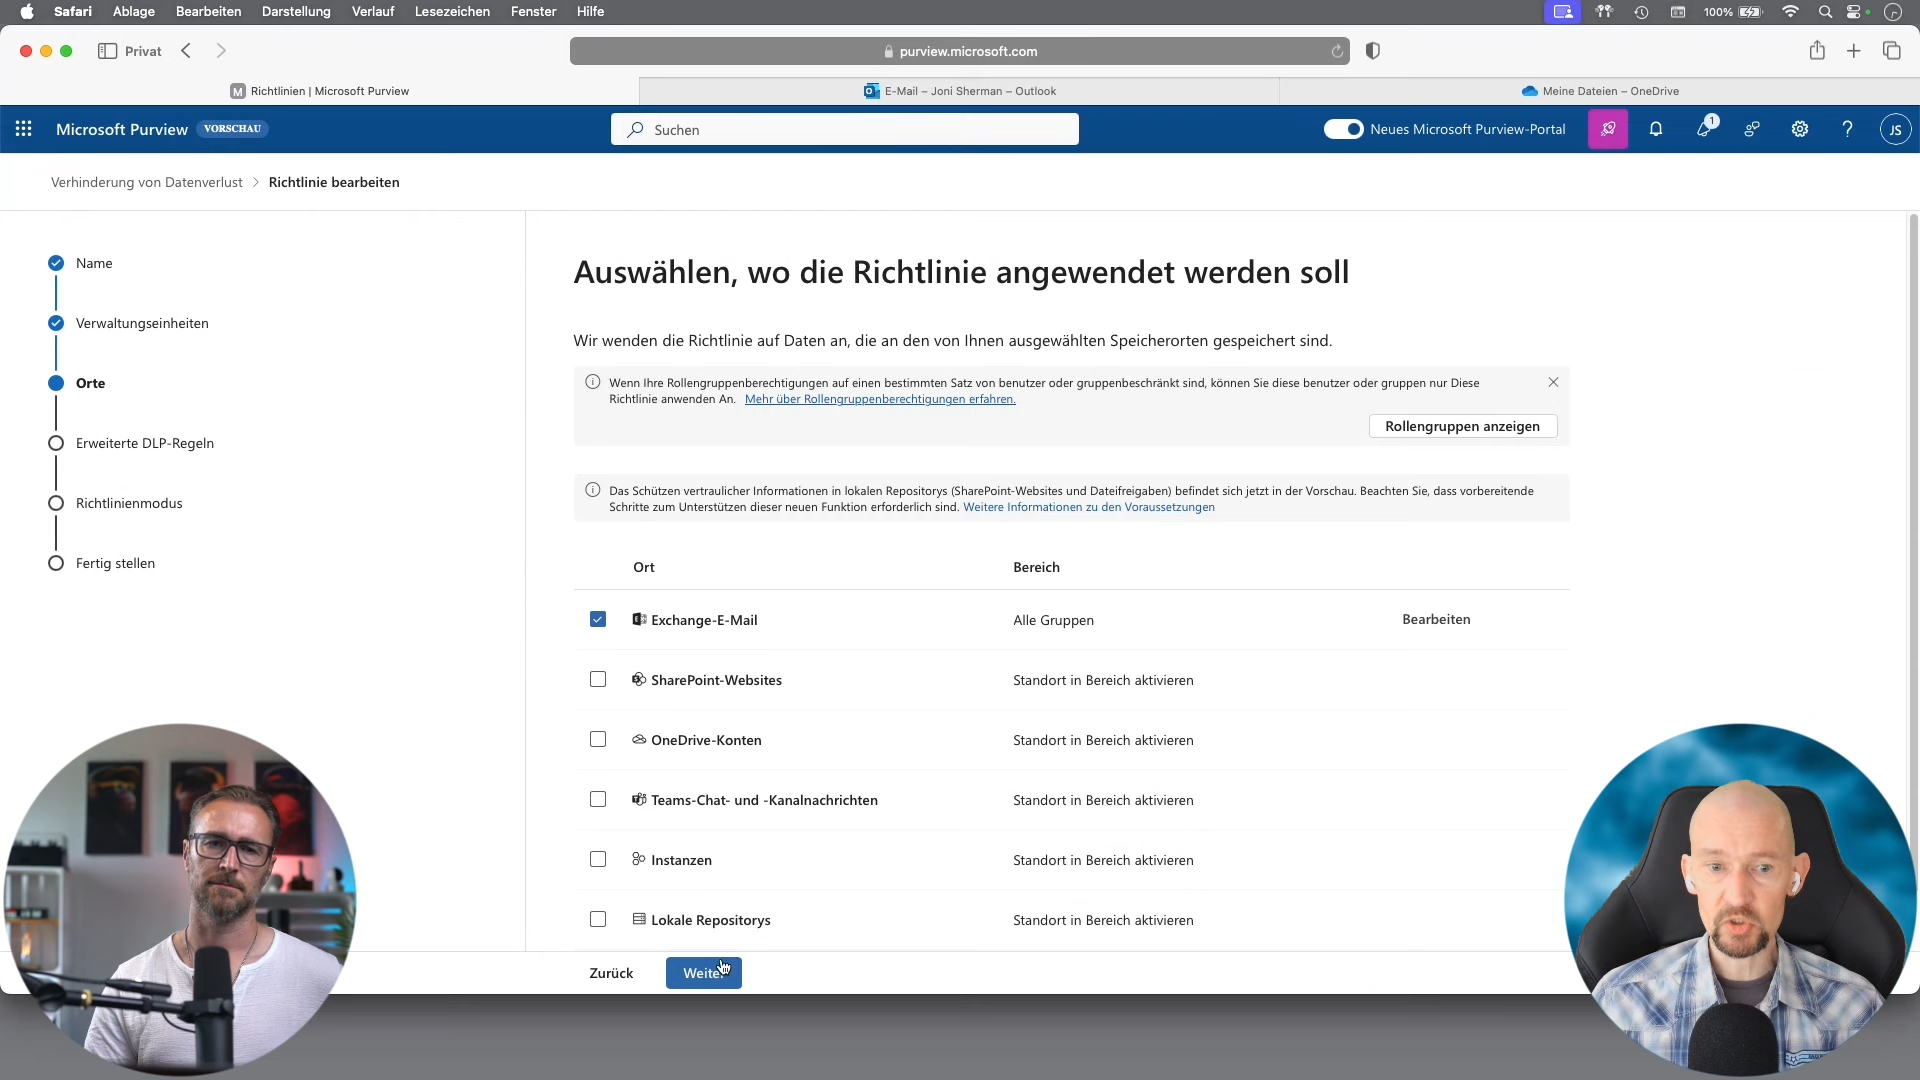 Safari Ablage Bearbeiten Darstellung Verlauf Lesezeichen Fenster Hilfe 100%
Privat purview.microsoft.com
M Richtlinien | Microsoft Purview E-Mail – Joni Sherman – Outlook Meine Dateien – OneDrive
Microsoft Purview VORSCHAU Suchen Neues Microsoft Purview-Portal 1 ? JS
Verhinderung von Datenverlust > Richtlinie bearbeiten
Name
Verwaltungseinheiten
Orte
Erweiterte DLP-Regeln
Richtlinienmodus
Fertig stellen
Auswählen, wo die Richtlinie angewendet werden soll
Wir wenden die Richtlinie auf Daten an, die an den von Ihnen ausgewählten Speicherorten gespeichert sind.
Wenn Ihre Rollengruppenberechtigungen auf einen bestimmten Satz von benutzer oder gruppenbeschränkt sind, können Sie diese benutzer oder gruppen nur Diese
Richtlinie anwenden An. Mehr über Rollengruppenberechtigungen erfahren.
Rollengruppen anzeigen
Das Schützen vertraulicher Informationen in lokalen Repositorys (SharePoint-Websites und Dateifreigaben) befindet sich jetzt in der Vorschau. Beachten Sie, dass vorbereitende
Schritte zum Unterstützen dieser neuen Funktion erforderlich sind. Weitere Informationen zu den Voraussetzungen
Ort Bereich
Exchange-E-Mail Alle Gruppen Bearbeiten
SharePoint-Websites Standort in Bereich aktivieren
OneDrive-Konten Standort in Bereich aktivieren
Teams-Chat- und -Kanalnachrichten Standort in Bereich aktivieren
Instanzen Standort in Bereich aktivieren
Lokale Repositorys Standort in Bereich aktivieren
Zurück Weiter